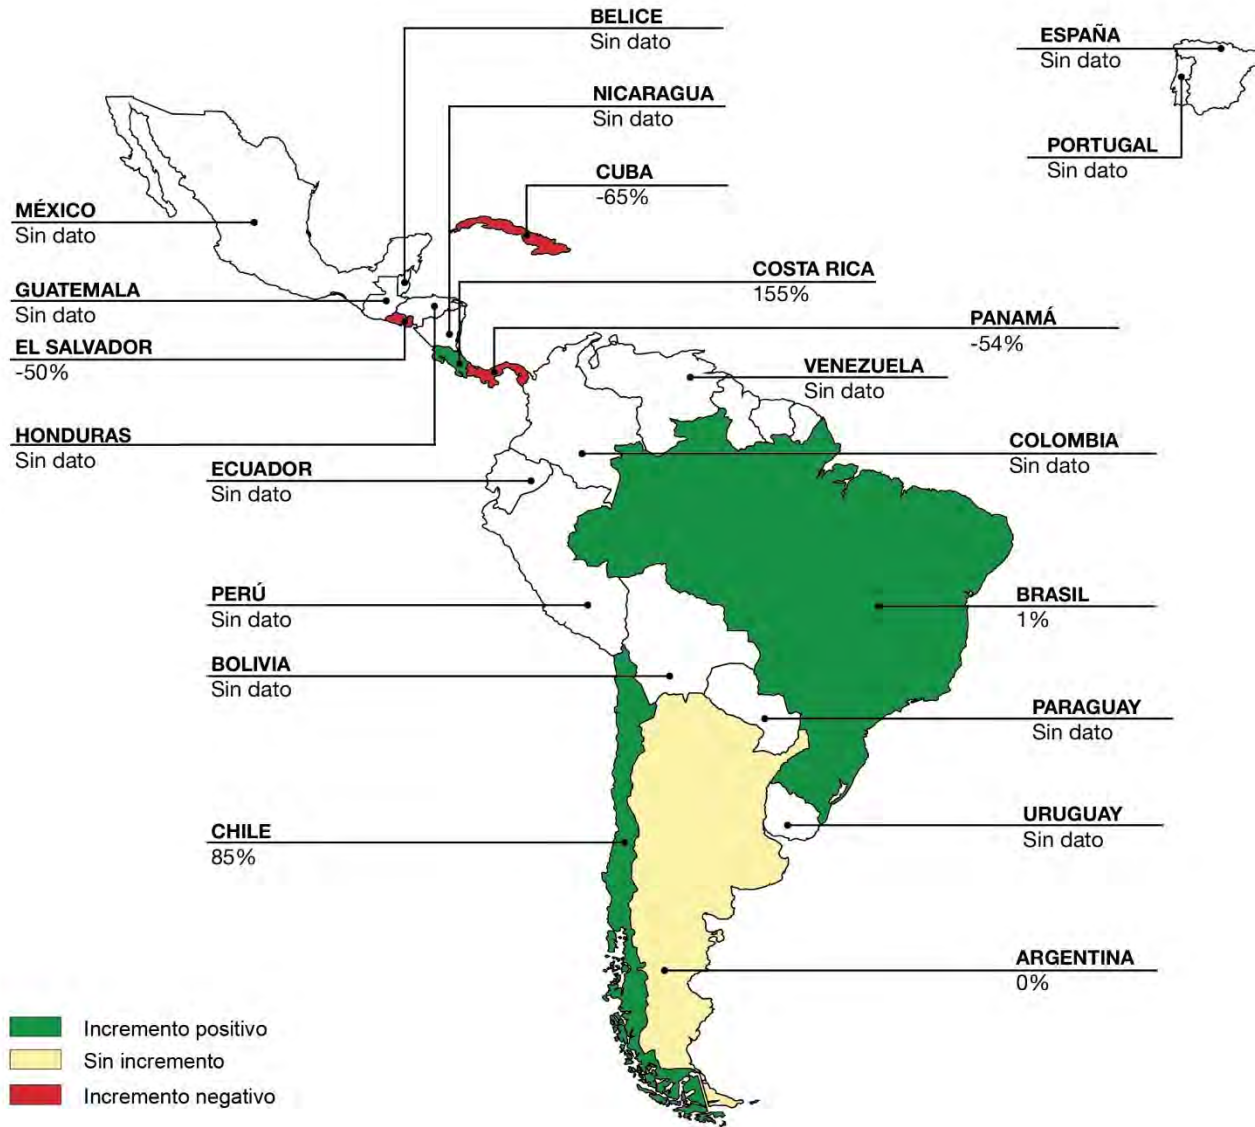 BELICE
Sin dato
ESPAÑA
Sin dato
NICARAGUA
Sin dato
PORTUGAL
Sin dato
CUBA
-65%
MÉXICO
Sin dato
COSTA RICA
155%
GUATEMALA
Sin dato
PANAMÁ
-54%
EL SALVADOR
-50%
VENEZUELA
Sin dato
HONDURAS
Sin dato
COLOMBIA
Sin dato
ECUADOR
Sin dato
PERÚ
Sin dato
BRASIL
1%
BOLIVIA
Sin dato
PARAGUAY
Sin dato
URUGUAY
Sin dato
CHILE
85%
ARGENTINA
0%
Incremento positivo
Sin incremento
Incremento negativo